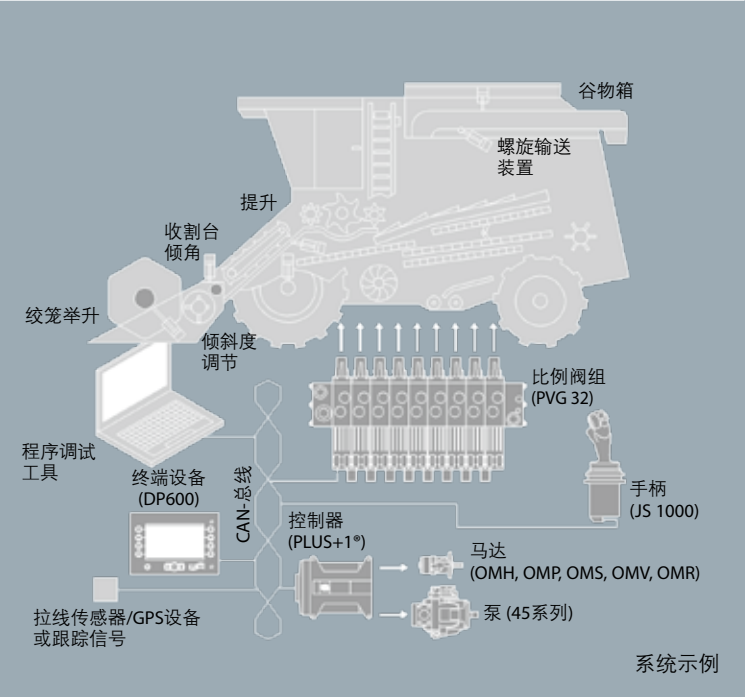 谷物箱
螺旋输送
装置
提升
收割台
倾角
绞笼举升
倾斜度
调节
比例阀组
(PVG 32)
程序调试
工具
终端设备
(DP600)
CAN-总线
控制器
(PLUS+1®)
手柄
(JS 1000)
马达
(OMH, OMP, OMS, OMV, OMR)
泵 (45系列)
拉线传感器/GPS设备
或跟踪信号
系统示例